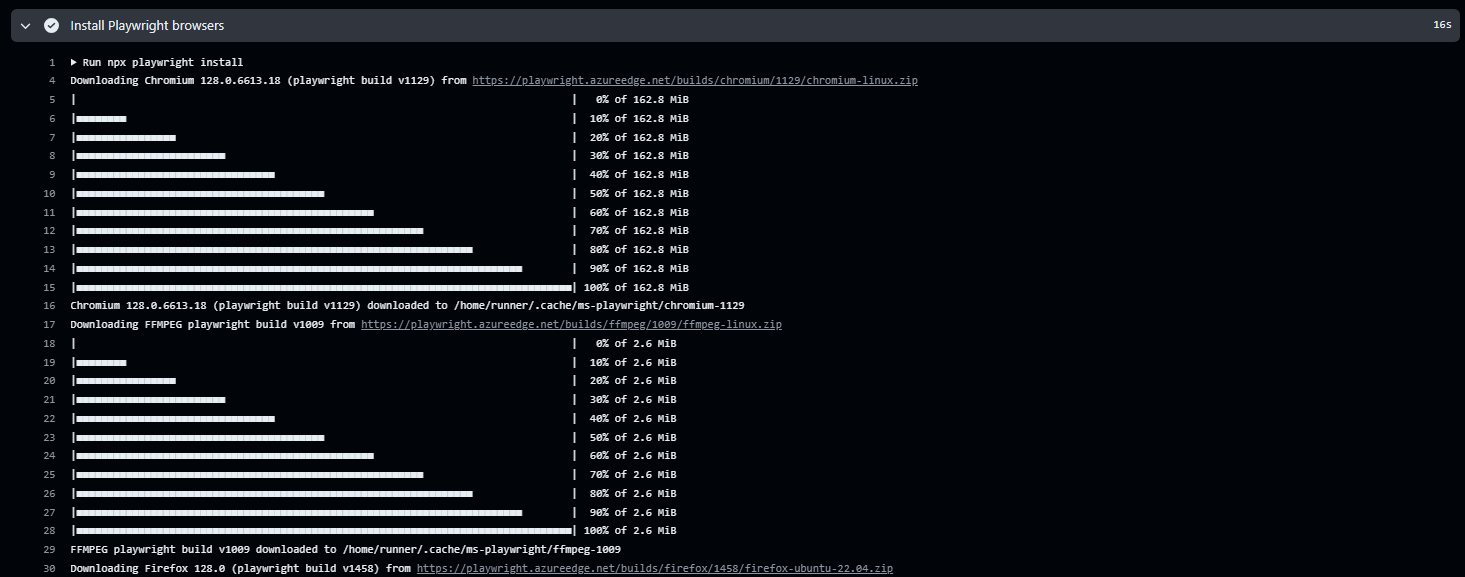 Install Playwright browsers 16s
1 Run npx playwright install
4 Downloading Chromium 128.0.6613.18 (playwright build v1129) from https://playwright.azureedge.net/builds/chromium/1129/chromium-linux.zip
5 | | 0% of 162.8 MiB
6 |■■■■■■■■ | 10% of 162.8 MiB
7 |■■■■■■■■■■■■■■■■ | 20% of 162.8 MiB
8 |■■■■■■■■■■■■■■■■■■■■■■■■ | 30% of 162.8 MiB
9 |■■■■■■■■■■■■■■■■■■■■■■■■■■■■■■■■ | 40% of 162.8 MiB
10 |■■■■■■■■■■■■■■■■■■■■■■■■■■■■■■■■■■■■■■■■ | 50% of 162.8 MiB
11 |■■■■■■■■■■■■■■■■■■■■■■■■■■■■■■■■■■■■■■■■■■■■■■■■ | 60% of 162.8 MiB
12 |■■■■■■■■■■■■■■■■■■■■■■■■■■■■■■■■■■■■■■■■■■■■■■■■■■■■■■■■ | 70% of 162.8 MiB
13 |■■■■■■■■■■■■■■■■■■■■■■■■■■■■■■■■■■■■■■■■■■■■■■■■■■■■■■■■■■■■■■■■ | 80% of 162.8 MiB
14 |■■■■■■■■■■■■■■■■■■■■■■■■■■■■■■■■■■■■■■■■■■■■■■■■■■■■■■■■■■■■■■■■■■■■■■■■ | 90% of 162.8 MiB
15 |■■■■■■■■■■■■■■■■■■■■■■■■■■■■■■■■■■■■■■■■■■■■■■■■■■■■■■■■■■■■■■■■■■■■■■■■■■■■■■■■| 100% of 162.8 MiB
16 Chromium 128.0.6613.18 (playwright build v1129) downloaded to /home/runner/.cache/ms-playwright/chromium-1129
17 Downloading FFMPEG playwright build v1009 from https://playwright.azureedge.net/builds/ffmpeg/1009/ffmpeg-linux.zip
18 | | 0% of 2.6 MiB
19 |■■■■■■■■ | 10% of 2.6 MiB
20 |■■■■■■■■■■■■■■■■ | 20% of 2.6 MiB
21 |■■■■■■■■■■■■■■■■■■■■■■■■ | 30% of 2.6 MiB
22 |■■■■■■■■■■■■■■■■■■■■■■■■■■■■■■■■ | 40% of 2.6 MiB
23 |■■■■■■■■■■■■■■■■■■■■■■■■■■■■■■■■■■■■■■■■ | 50% of 2.6 MiB
24 |■■■■■■■■■■■■■■■■■■■■■■■■■■■■■■■■■■■■■■■■■■■■■■■■ | 60% of 2.6 MiB
25 |■■■■■■■■■■■■■■■■■■■■■■■■■■■■■■■■■■■■■■■■■■■■■■■■■■■■■■■■ | 70% of 2.6 MiB
26 |■■■■■■■■■■■■■■■■■■■■■■■■■■■■■■■■■■■■■■■■■■■■■■■■■■■■■■■■■■■■■■■■ | 80% of 2.6 MiB
27 |■■■■■■■■■■■■■■■■■■■■■■■■■■■■■■■■■■■■■■■■■■■■■■■■■■■■■■■■■■■■■■■■■■■■■■■■ | 90% of 2.6 MiB
28 |■■■■■■■■■■■■■■■■■■■■■■■■■■■■■■■■■■■■■■■■■■■■■■■■■■■■■■■■■■■■■■■■■■■■■■■■■■■■■■■■| 100% of 2.6 MiB
29 FFMPEG playwright build v1009 downloaded to /home/runner/.cache/ms-playwright/ffmpeg-1009
30 Downloading Firefox 128.0 (playwright build v1458) from https://playwright.azureedge.net/builds/firefox/1458/firefox-ubuntu-22.04.zip